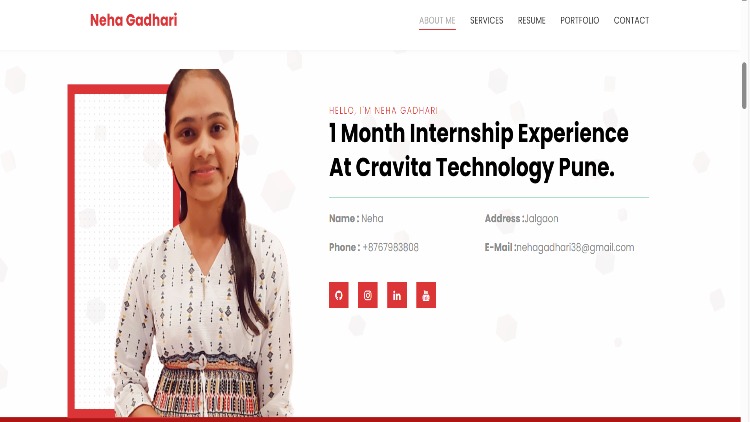 Neha Gadhari
ABOUT ME SERVICES RESUME PORTFOLIO CONTACT
HELLO, I'M NEHA GADHARI
1 Month Internship Experience
At Cravita Technology Pune.
Name : Neha
Address :Jalgaon
Phone : +8767983808
E-Mail :nehagadhari38@gmail.com